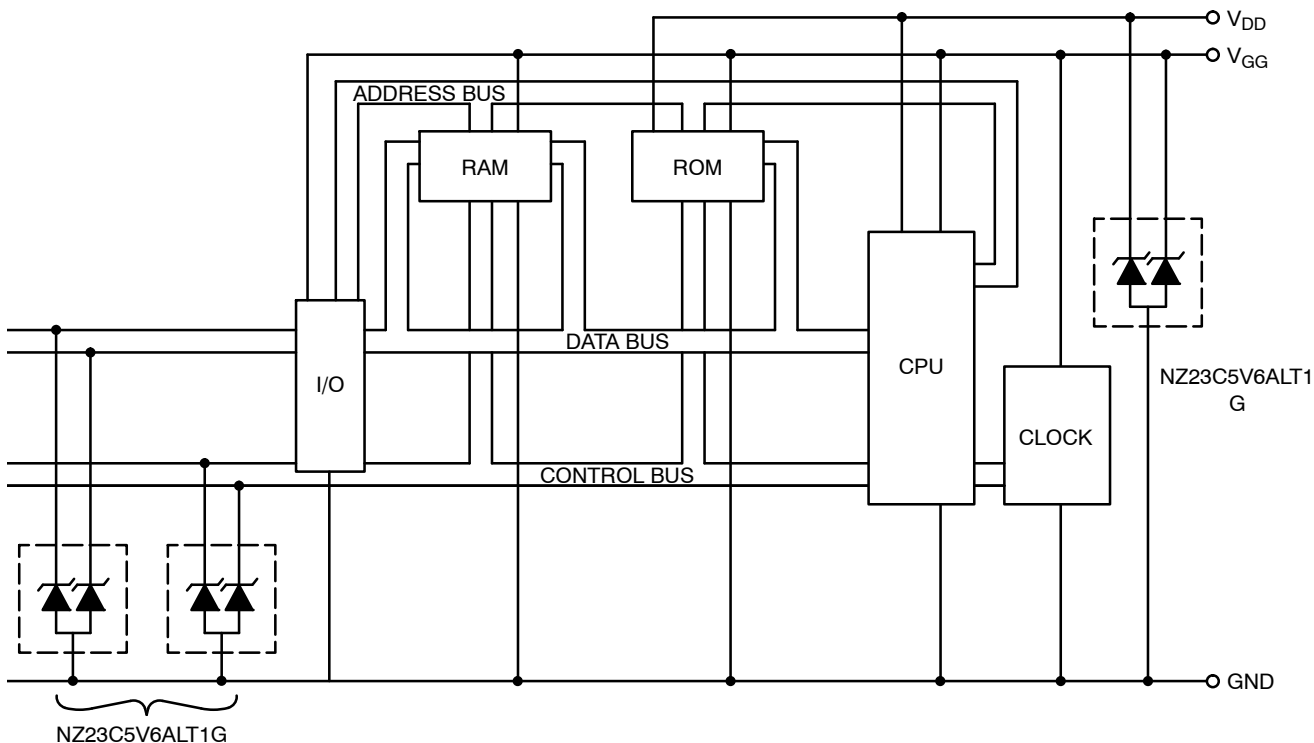 VDD
VGG
ADDRESS BUS
RAM
ROM
DATA BUS
CPU
I/O
NZ23C5V6ALT1
G
CLOCK
CONTROL BUS
GND
NZ23C5V6ALT1G